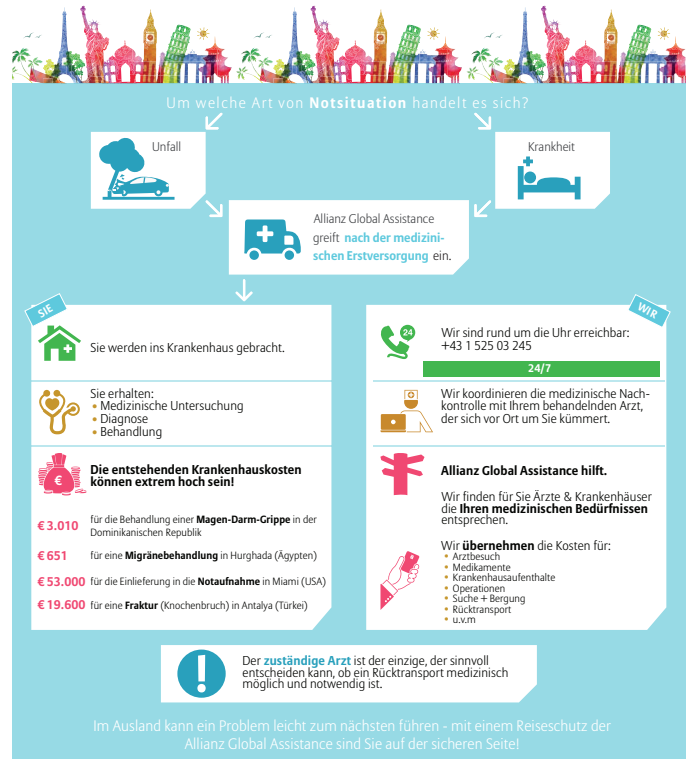 Um welche Art von Notsituation handelt es sich?
Unfall
Krankheit
Allianz Global Assistance
greift nach der medizini-
schen Erstversorgung ein.
SIE
Sie werden ins Krankenhaus gebracht.
Sie erhalten:
• Medizinische Untersuchung
• Diagnose
• Behandlung
€
Die entstehenden Krankenhauskosten
können extrem hoch sein!
€ 3.010 für die Behandlung einer Magen-Darm-Grippe in der
Dominikanischen Republik
€ 651 für eine Migränebehandlung in Hurghada (Ägypten)
€ 53.000 für die Einlieferung in die Notaufnahme in Miami (USA)
€ 19.600 für eine Fraktur (Knochenbruch) in Antalya (Türkei)
WIR
24
Wir sind rund um die Uhr erreichbar:
+43 1 525 03 245
24/7
Wir koordinieren die medizinische Nach-
kontrolle mit Ihrem behandelnden Arzt,
der sich vor Ort um Sie kümmert.
Allianz Global Assistance hilft.
Wir finden für Sie Ärzte & Krankenhäuser
die Ihren medizinischen Bedürfnissen
entsprechen.
Wir übernehmen die Kosten für:
• Arztbesuch
• Medikamente
• Krankenhausaufenthalte
• Operationen
• Suche + Bergung
• Rücktransport
• u.v.m
Der zuständige Arzt ist der einzige, der sinnvoll
entscheiden kann, ob ein Rücktransport medizinisch
möglich und notwendig ist.
Im Ausland kann ein Problem leicht zum nächsten führen - mit einem Reiseschutz der
Allianz Global Assistance sind Sie auf der sicheren Seite!